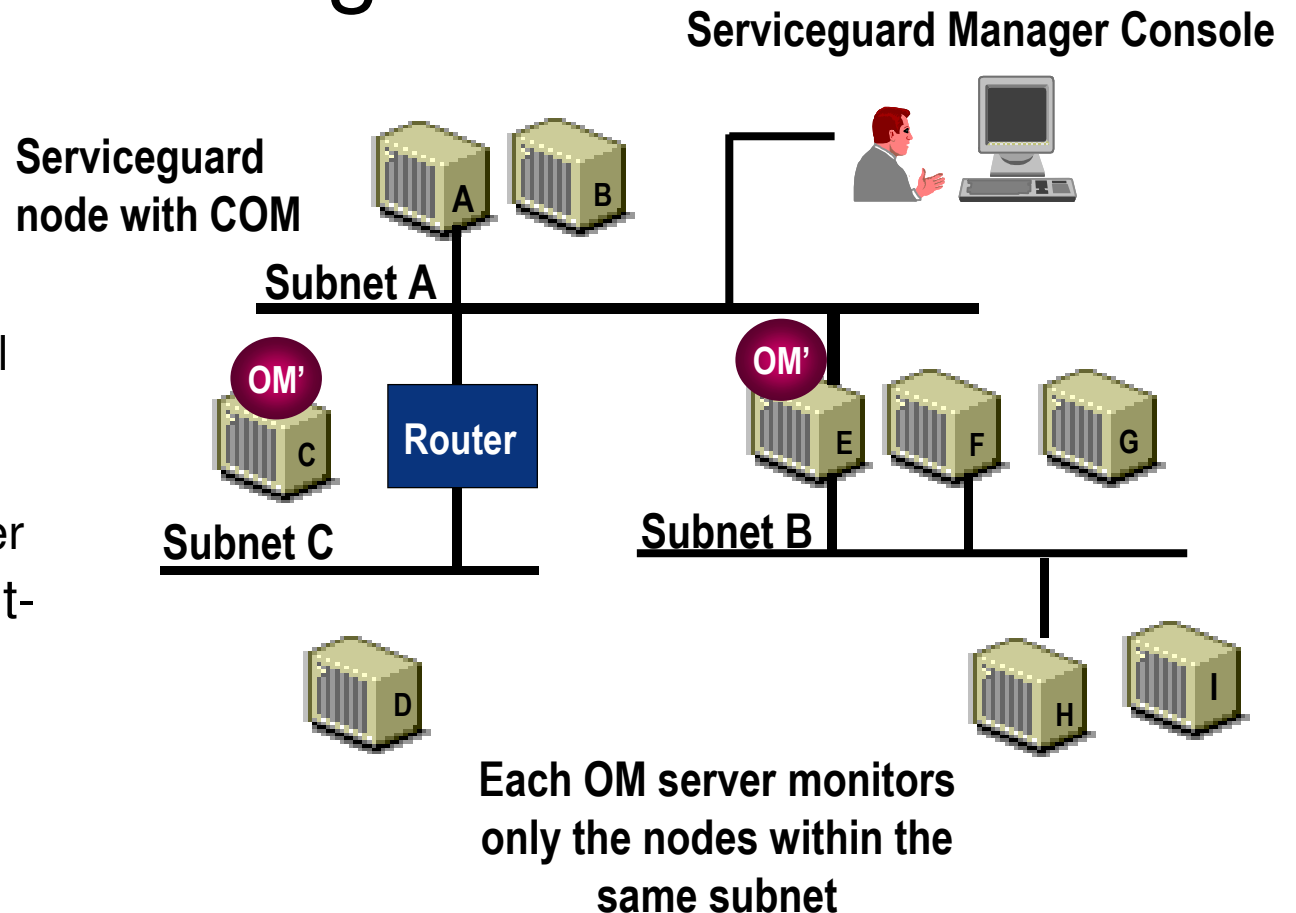 Serviceguard Manager Console
Serviceguard
node with COM
A
B
Subnet A
OM’
C
Router
OM’
E
F
G
er
t-
Subnet C
Subnet B
D
H
I
Each OM server monitors
only the nodes within the
same subnet